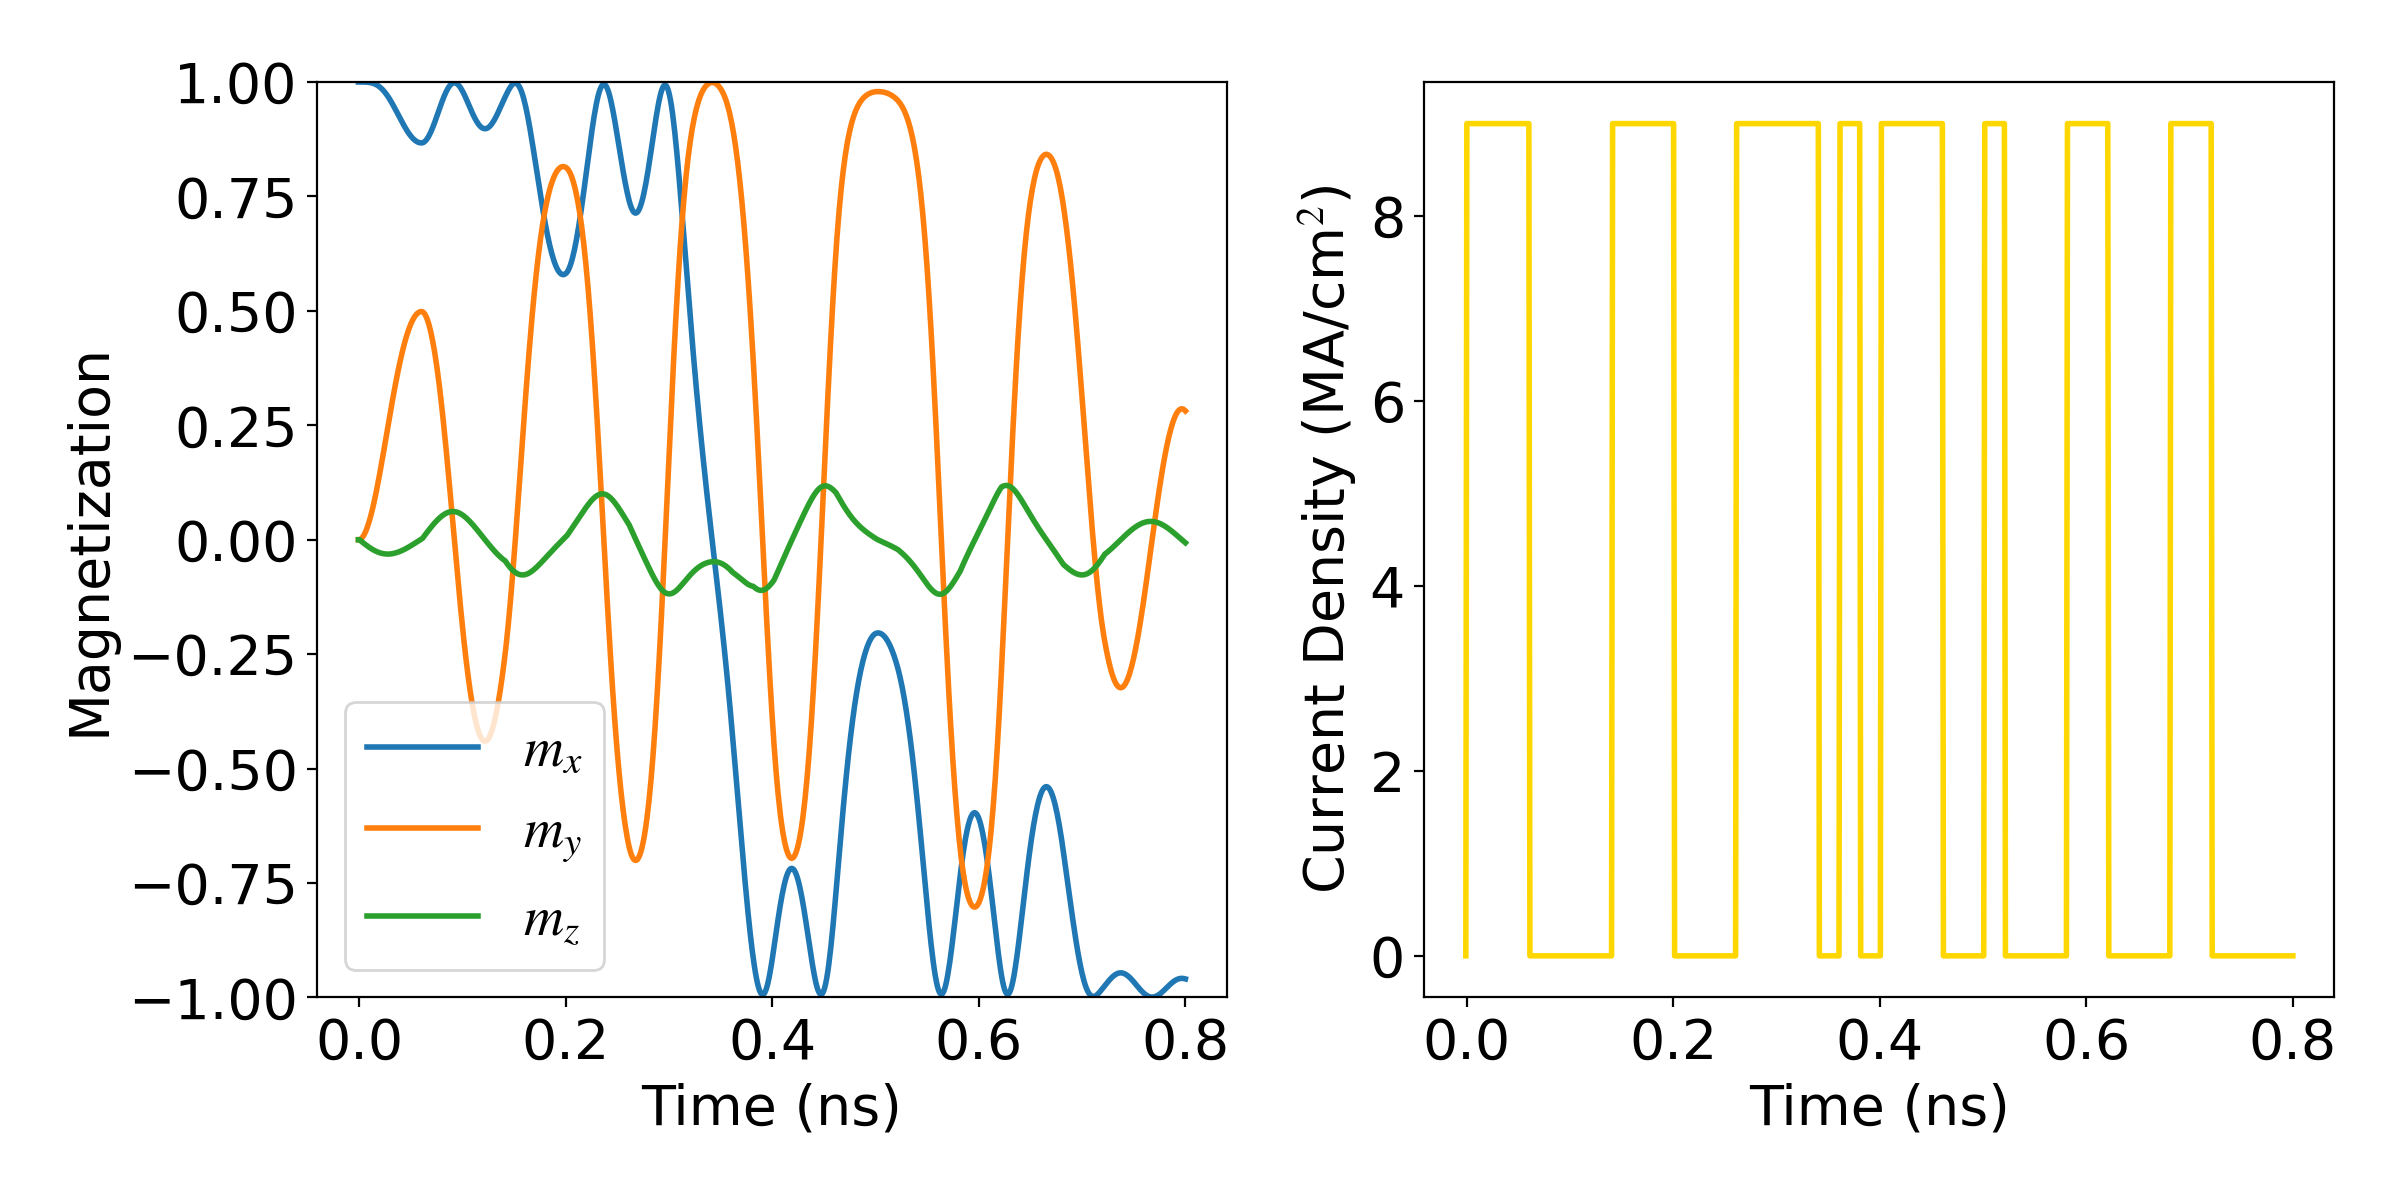 1.00
0.75
0.50
0.25
0.00
−0.25
−0.50
−0.75
−1.00
Magnetization
m_x
m_y
m_z
0.0 0.2 0.4 0.6 0.8
Time (ns)
8
6
4
2
0
Current Density (MA/cm²)
0.0 0.2 0.4 0.6 0.8
Time (ns)